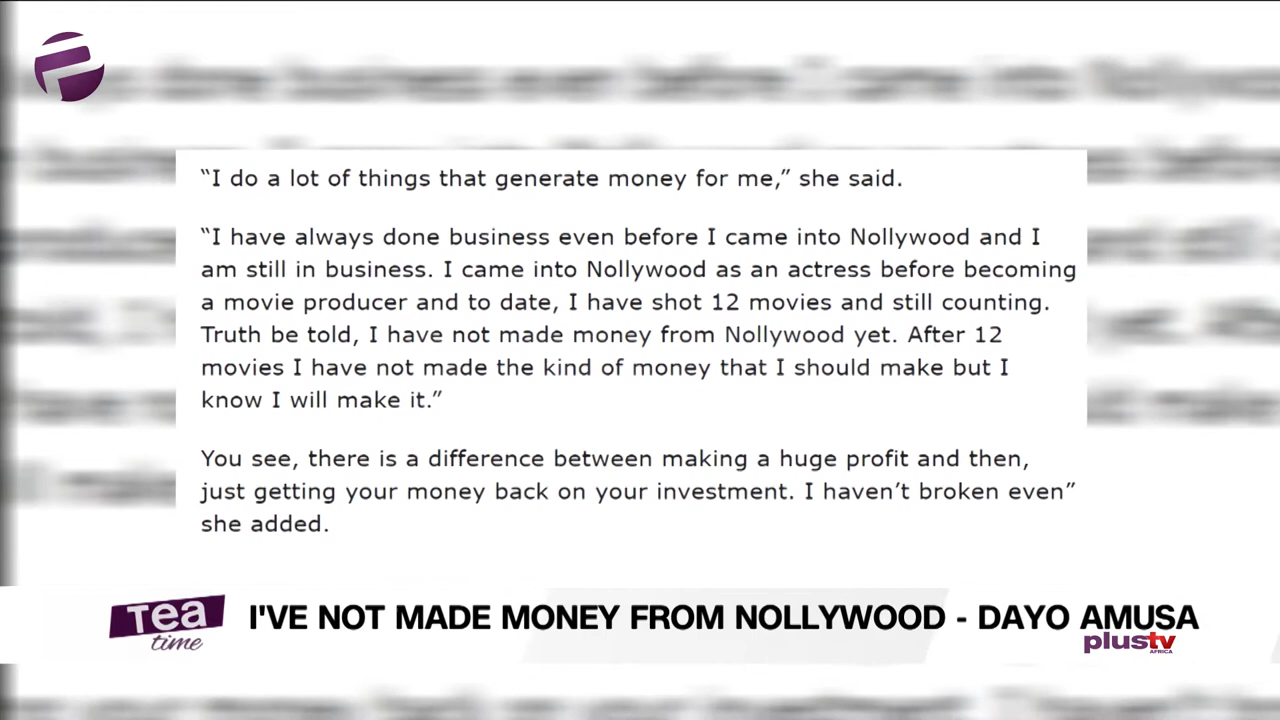 “I do a lot of things that generate money for me,” she said.
“I have always done business even before I came into Nollywood and I
am still in business. I came into Nollywood as an actress before becoming
a movie producer and to date, I have shot 12 movies and still counting.
Truth be told, I have not made money from Nollywood yet. After 12
movies I have not made the kind of money that I should make but I
know I will make it.”
You see, there is a difference between making a huge profit and then,
just getting your money back on your investment. I haven’t broken even”
she added.
Tea
time
I'VE NOT MADE MONEY FROM NOLLYWOOD - DAYO AMUSA
plustv
AFRICA